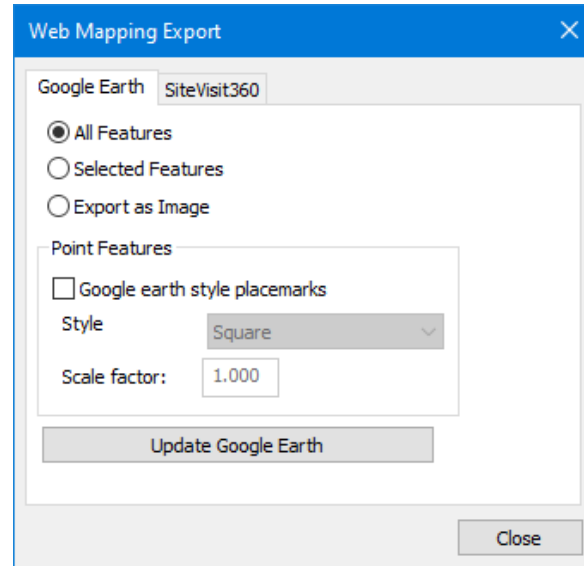 Web Mapping Export
Google Earth SiteVisit360
All Features
Selected Features
Export as Image
Point Features
Google earth style placemarks
Style Square
Scale factor: 1.000
Update Google Earth
Close